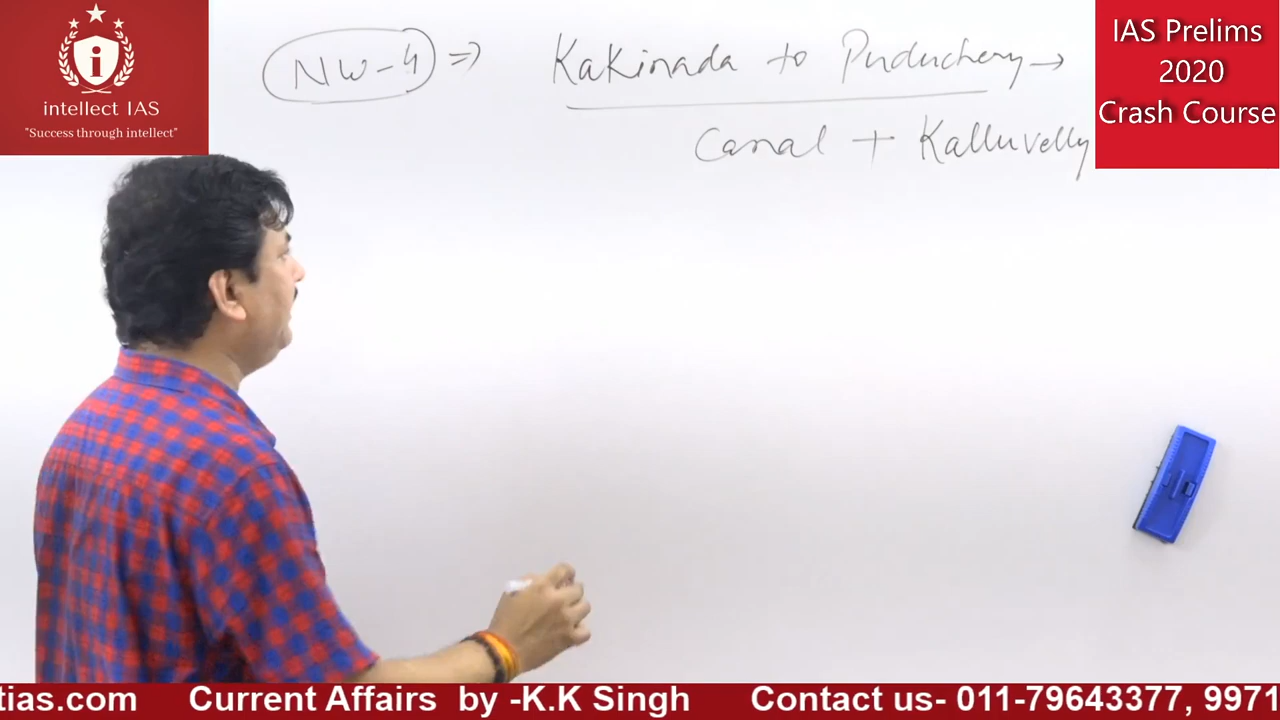 intellect IAS
"Success through intellect"
NW-4 => Kakinada to Puduchery →
Canal + Kalluvelly
IAS Prelims
2020
Crash Course
tias.com Current Affairs by -K.K Singh Contact us- 011-79643377, 9971